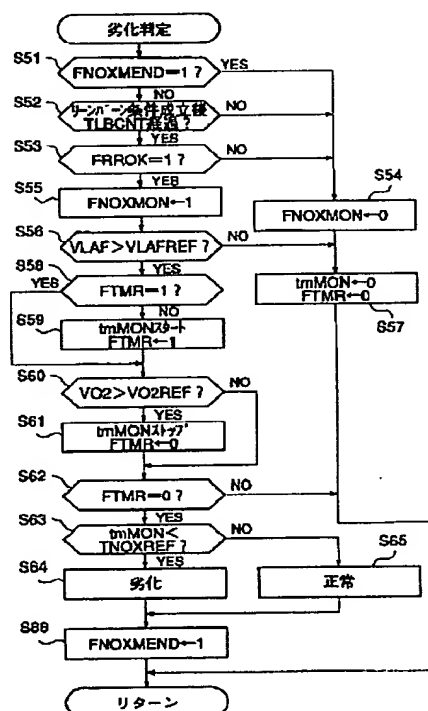 劣化判定
S51
FNOXMEND=1?
YES
NO
S52
リーンバーン条件成立後
TLBCNT経過?
NO
YES
S53
FRROK=1?
NO
YES
S55
FNOXMON←1
S54
FNOXMON←0
S56
VLAF>VLAFREF?
NO
YES
S58
YES
FTMR=1?
NO
tmMON←0
FTMR←0
S57
S59
tmMONスタート
FTMR←1
S60
VO2>VO2REF?
NO
YES
S61
tmMONストップ
FTMR←0
S62
FTMR=0?
NO
YES
S63
tmMON<
TNOXREF?
NO
YES
S64
劣化
S65
正常
FNOXMEND←1
リターン